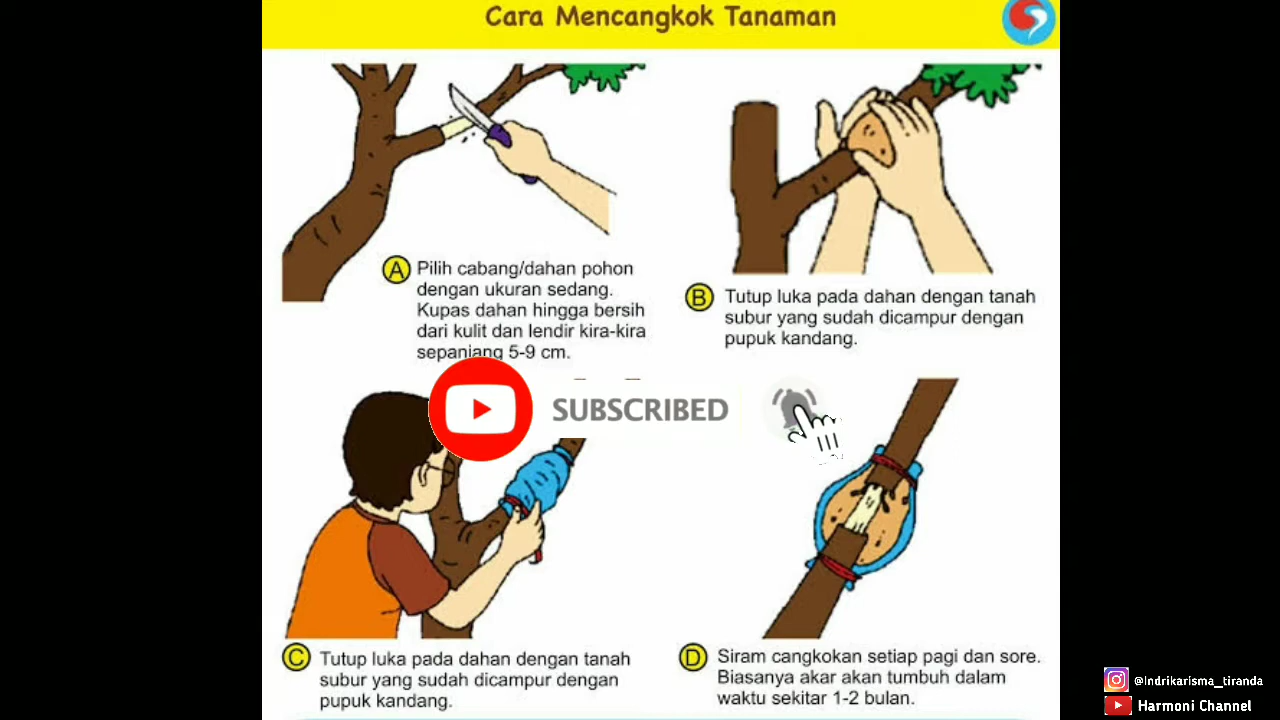 Cara Mencangkok Tanaman
A
Pilih cabang/dahan pohon
dengan ukuran sedang.
Kupas dahan hingga bersih
dari kulit dan lendir kira-kira
sepanjang 5-9 cm.
B
Tutup luka pada dahan dengan tanah
subur yang sudah dicampur dengan
pupuk kandang.
SUBSCRIBED
C
Tutup luka pada dahan dengan tanah
subur yang sudah dicampur dengan
pupuk kandang.
D
Siram cangkokan setiap pagi dan sore.
Biasanya akar akan tumbuh dalam
waktu sekitar 1-2 bulan.
@Indrikarisma_tiranda
Harmoni Channel